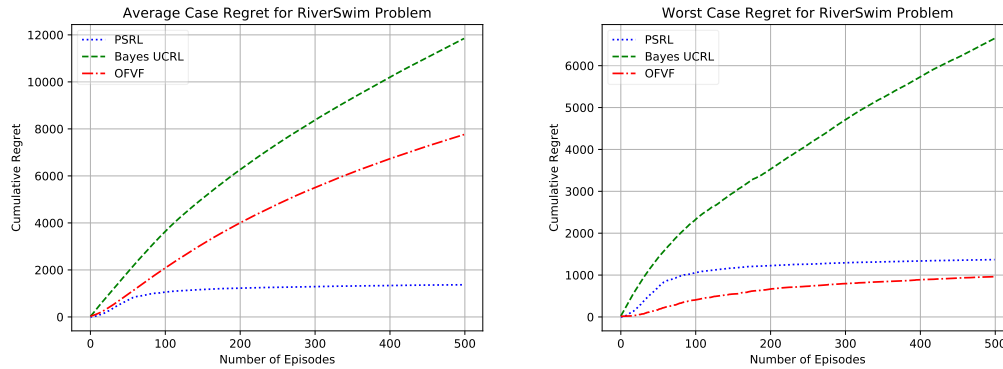 Average Case Regret for RiverSwim Problem
12000
10000
8000
6000
4000
2000
0
Cumulative Regret
PSRL
Bayes UCRL
OFVF
0 100 200 300 400 500
Number of Episodes
Worst Case Regret for RiverSwim Problem
6000
5000
4000
3000
2000
1000
0
Cumulative Regret
PSRL
Bayes UCRL
OFVF
0 100 200 300 400 500
Number of Episodes